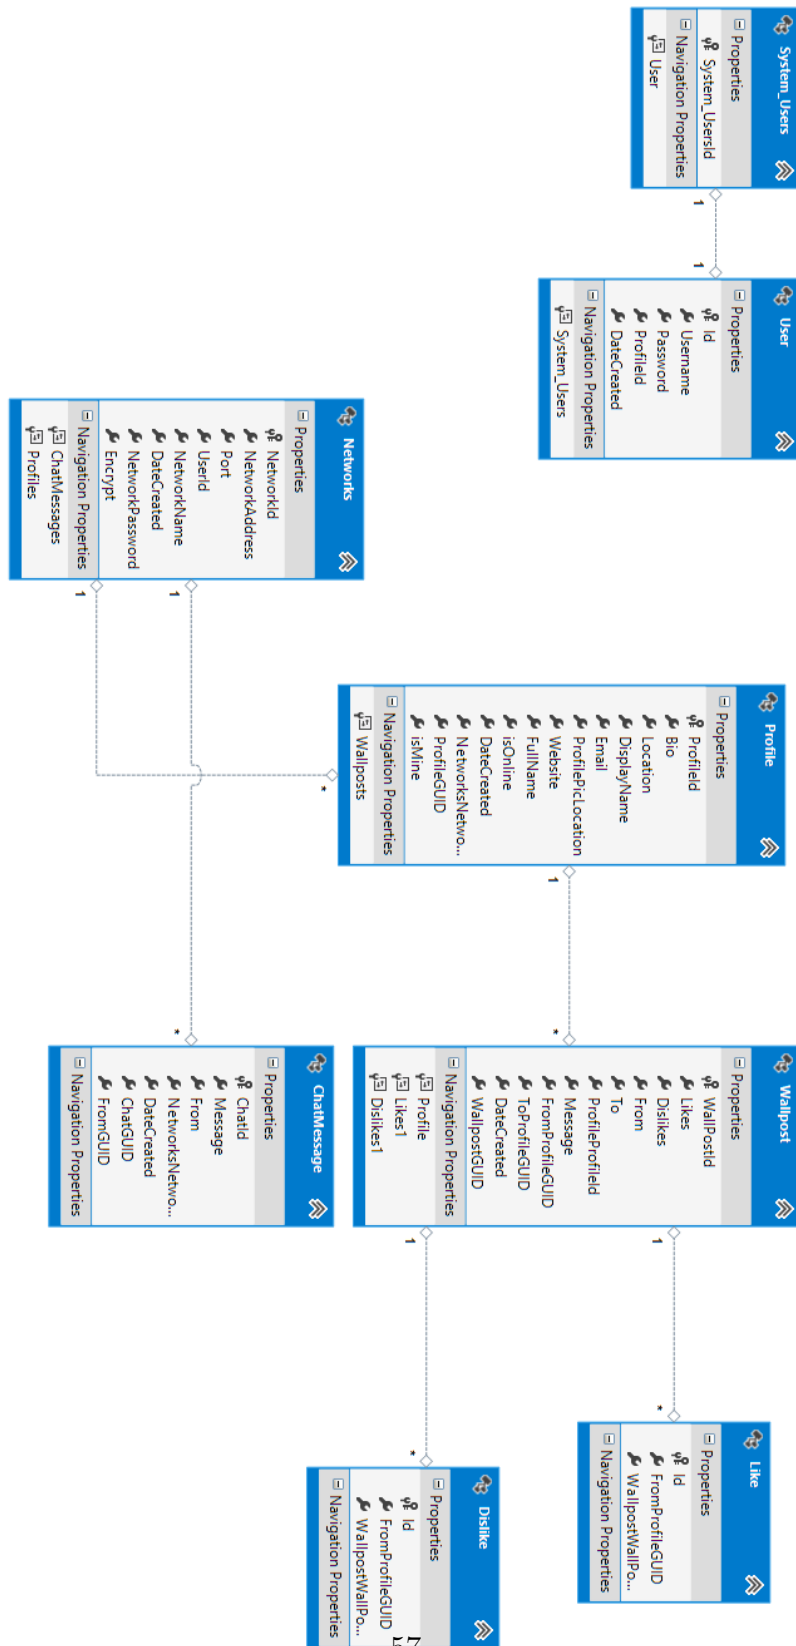 System_Users
Properties
System_UsersId
Navigation Properties
User
1
1
User
Properties
Id
Username
Password
ProfileId
DateCreated
Navigation Properties
System_Users
Networks
Properties
NetworkId
NetworkAddress
Port
UserId
NetworkName
DateCreated
NetworkPassword
Encrypt
Navigation Properties
ChatMessages
Profiles
1
1
Profile
Properties
ProfileId
Bio
Location
DisplayName
Email
ProfilePicLocation
Website
FullName
isOnline
DateCreated
NetworksNetwo...
ProfileGUID
isMine
Navigation Properties
Wallposts
*
1
*
Wallpost
Properties
WallPostId
Likes
Dislikes
From
To
ProfileProfileId
Message
FromProfileGUID
ToProfileGUID
DateCreated
WallpostGUID
Navigation Properties
Profile
Likes1
Dislikes1
1
1
*
ChatMessage
Properties
ChatId
Message
From
NetworksNetwo...
DateCreated
ChatGUID
FromGUID
Navigation Properties
*
Like
Properties
Id
FromProfileGUID
WallpostWallPo...
Navigation Properties
*
Dislike
Properties
Id
FromProfileGUID
WallpostWallPo...
Navigation Properties